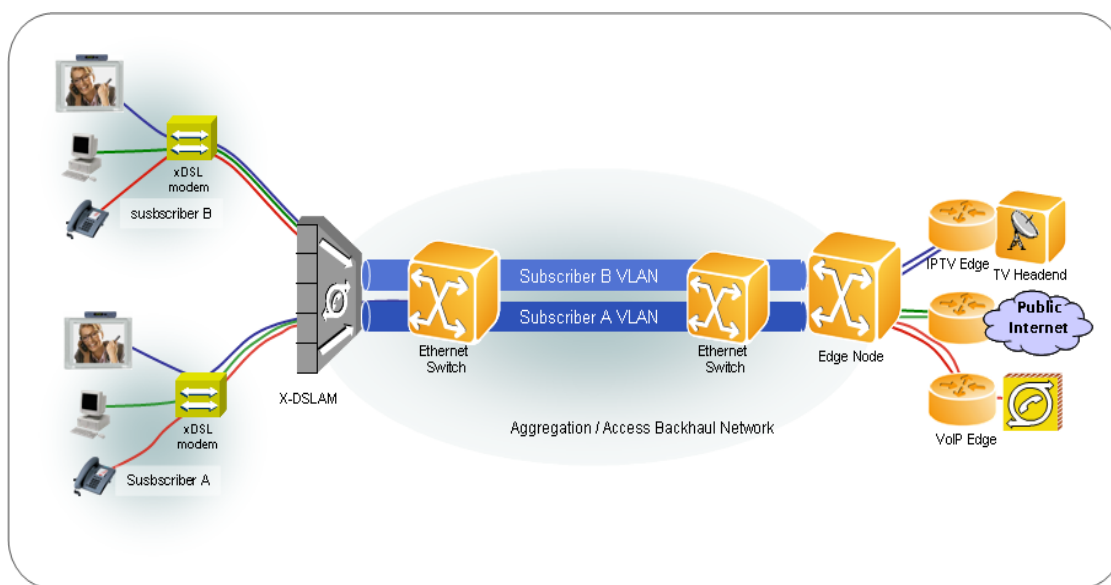 xDSL
modem
susbscriber B
xDSL
modem
Susbscriber A
X-DSLAM
Ethernet
Switch
Subscriber B VLAN
Subscriber A VLAN
Ethernet
Switch
Edge Node
Aggregation / Access Backhaul Network
IPTV Edge
TV Headend
Public
Internet
VoIP Edge